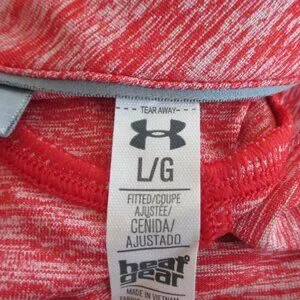 TEAR AWAY
L/G
FITTED/COUPE
AJUSTÉE/
CEÑIDA/
AJUSTADO
heat
gear
MADE IN VIETNAM